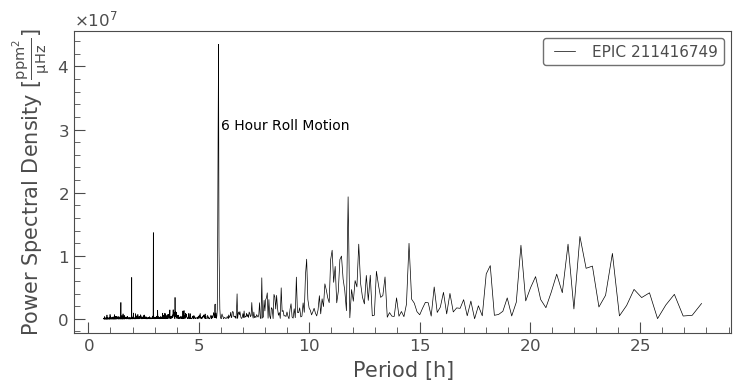 ×10⁷
EPIC 211416749
6 Hour Roll Motion
Power Spectral Density [ppm²/μHz]
4
3
2
1
0
0 5 10 15 20 25
Period [h]